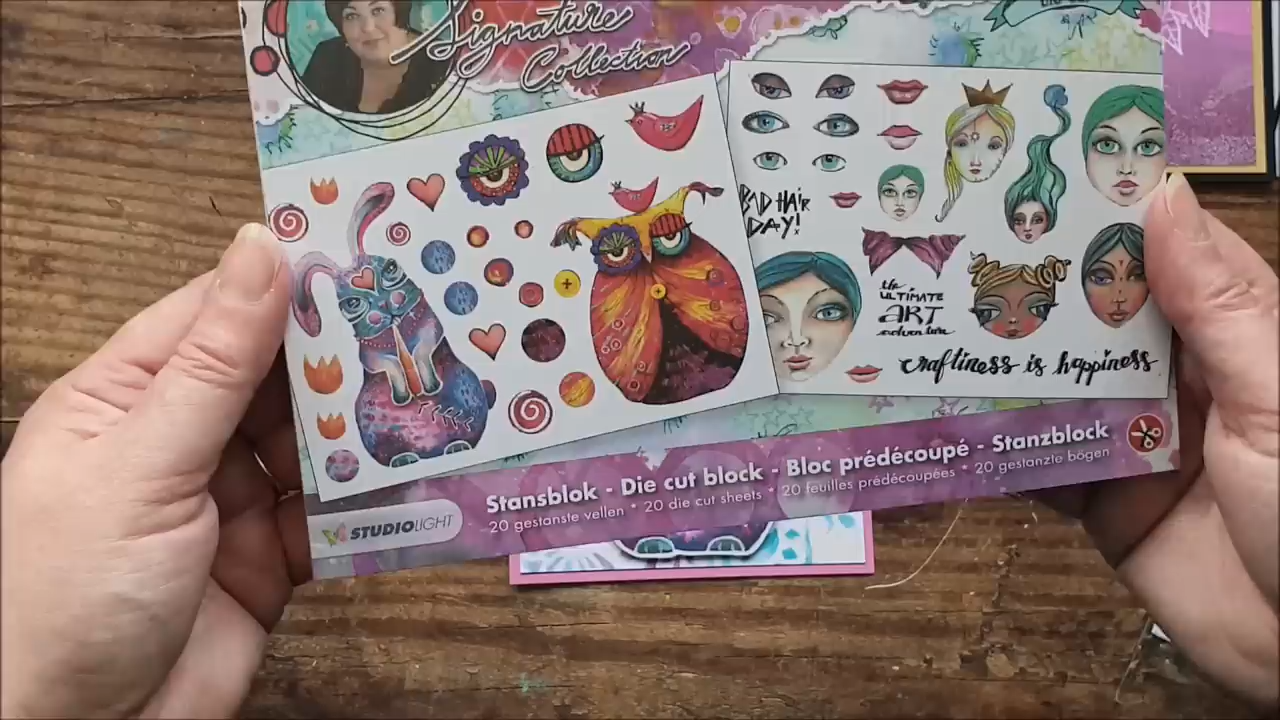 Signature
Collection
BAD HAIR
DAY!
the
ULTIMATE
ART
adventure
craftiness is happiness
Stansblok - Die cut block - Bloc prédécoupé - Stanzblock
20 gestanste vellen • 20 die cut sheets • 20 feuilles prédécoupées • 20 gestanzte bögen
STUDIOLIGHT